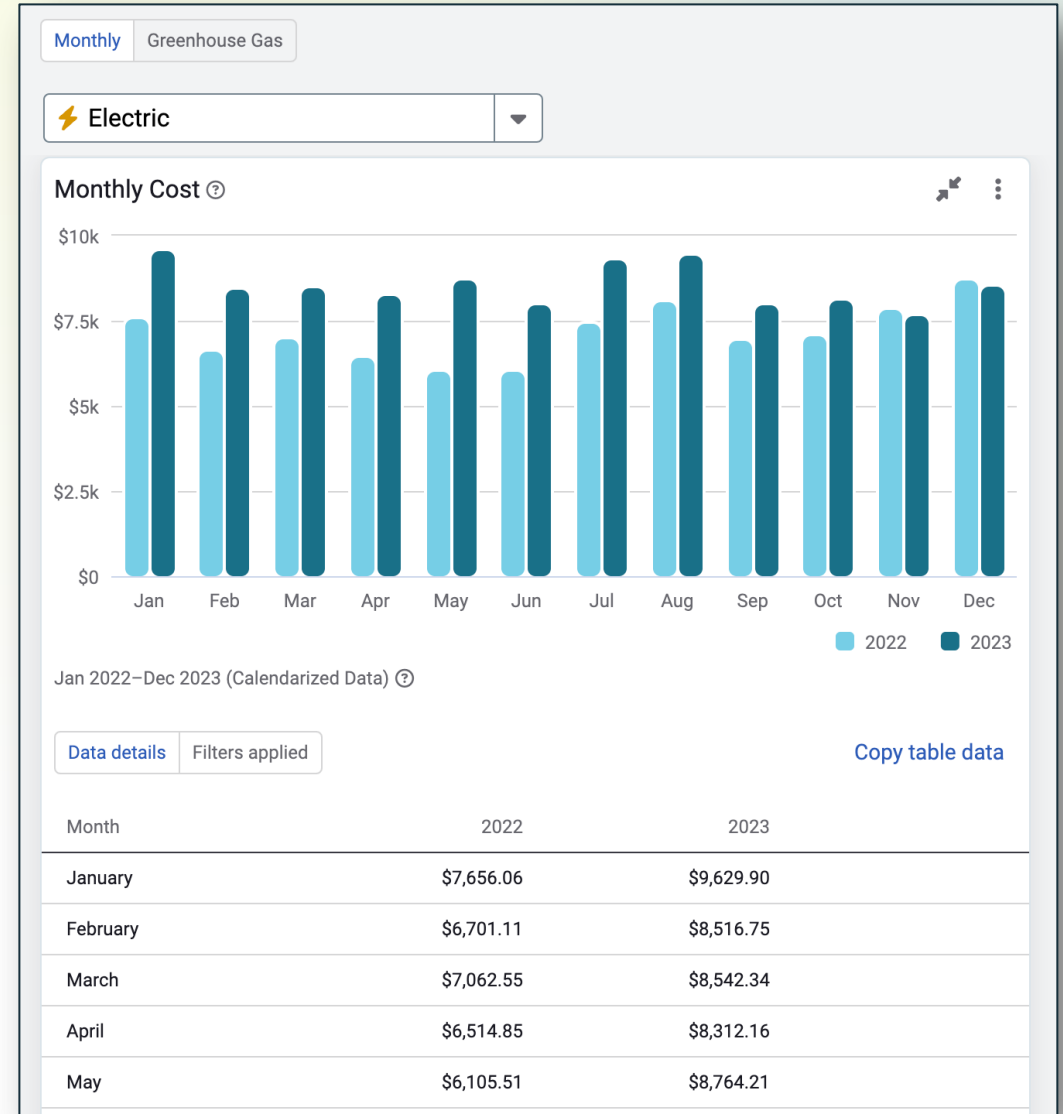 Monthly Greenhouse Gas
Electric
Monthly Cost
$10k
$7.5k
$5k
$2.5k
$0
Jan Feb Mar Apr May Jun Jul Aug Sep Oct Nov Dec
2022 2023
Jan 2022–Dec 2023 (Calendarized Data)
Data details Filters applied Copy table data
Month 2022 2023
January $7,656.06 $9,629.90
February $6,701.11 $8,516.75
March $7,062.55 $8,542.34
April $6,514.85 $8,312.16
May $6,105.51 $8,764.21